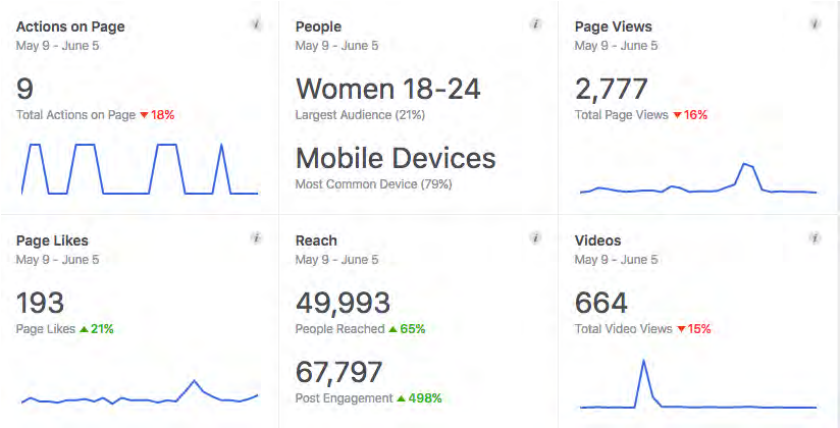 Actions on Page
May 9 - June 5
9
Total Actions on Page ▼18%
People
May 9 - June 5
Women 18-24
Largest Audience (21%)
Mobile Devices
Most Common Device (79%)
Page Views
May 9 - June 5
2,777
Total Page Views ▼16%
Page Likes
May 9 - June 5
193
Page Likes ▲21%
Reach
May 9 - June 5
49,993
People Reached ▲65%
67,797
Post Engagement ▲498%
Videos
May 9 - June 5
664
Total Video Views ▼15%